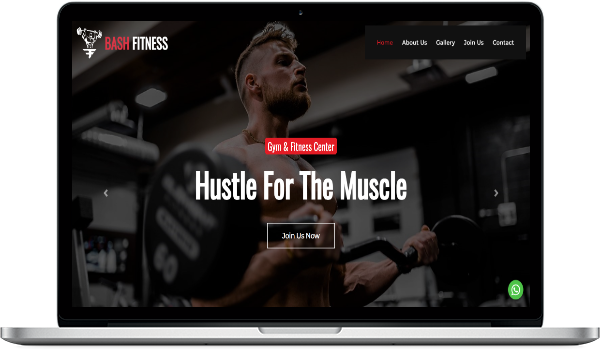 BASH FITNESS
Home About Us Gallery Join Us Contact
Gym & Fitness Center
Hustle For The Muscle
Join Us Now
60